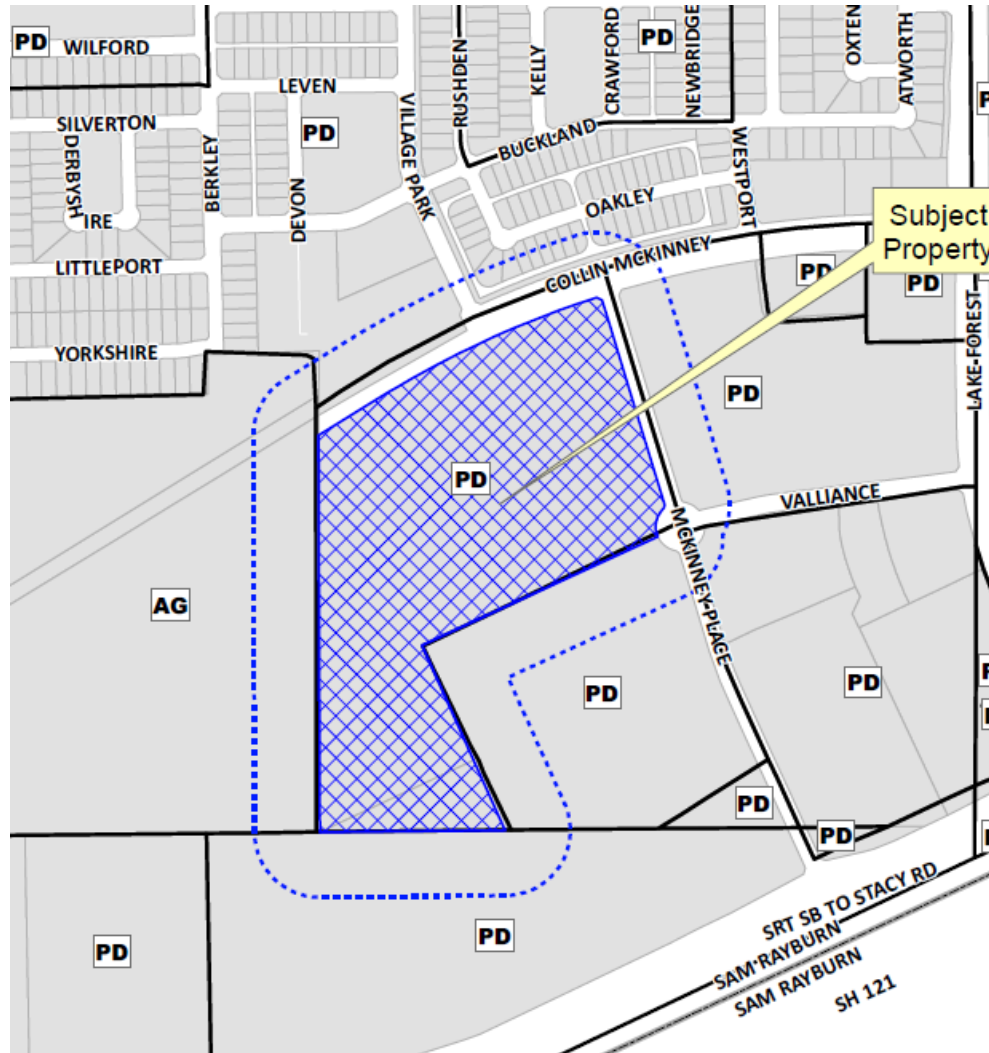 PD
WILFORD
LEVEN
SILVERTON
PD
DERBYSH
IRE
BERKLEY
DEVON
VILLAGE PARK
RUSHDEN
KELLY
CRAWFORD
PD
NEWBRIDGE
OXTEN
ATWORTH
BUCKLAND
WESTPORT
OAKLEY
LITTLEPORT
YORKSHIRE
COLLIN MCKINNEY
Subject
Property
PD
PD
LAKE FOREST
PD
PD
VALLIANCE
MCKINNEY PLACE
AG
PD
PD
PD
PD
PD
PD
SRT SB TO STACY RD
SAM RAYBURN
SAM RAYBURN
SH 121